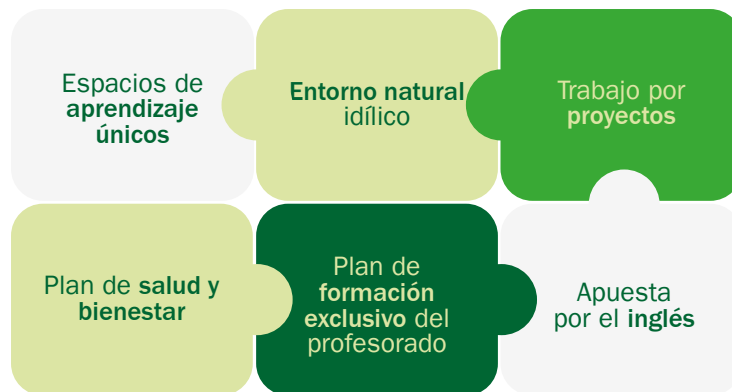 Espacios de
aprendizaje
únicos
Entorno natural
idílico
Trabajo por
proyectos
Plan de salud y
bienestar
Plan de
formación
exclusivo del
profesorado
Apuesta
por el inglés